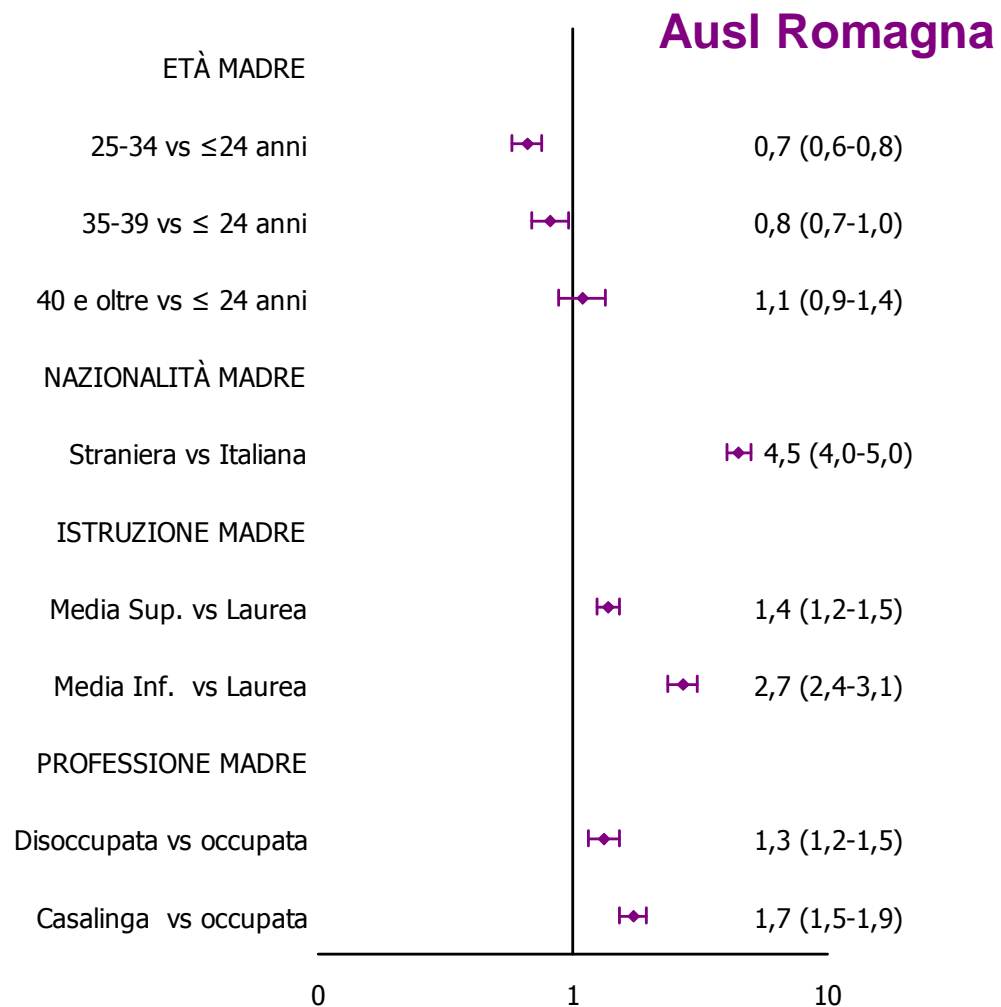 Ausl Romagna
ETÀ MADRE
25-34 vs ≤24 anni 0,7 (0,6-0,8)
35-39 vs ≤ 24 anni 0,8 (0,7-1,0)
40 e oltre vs ≤ 24 anni 1,1 (0,9-1,4)
NAZIONALITÀ MADRE
Straniera vs Italiana 4,5 (4,0-5,0)
ISTRUZIONE MADRE
Media Sup. vs Laurea 1,4 (1,2-1,5)
Media Inf.  vs Laurea 2,7 (2,4-3,1)
PROFESSIONE MADRE
Disoccupata vs occupata 1,3 (1,2-1,5)
Casalinga  vs occupata 1,7 (1,5-1,9)
0 1 10